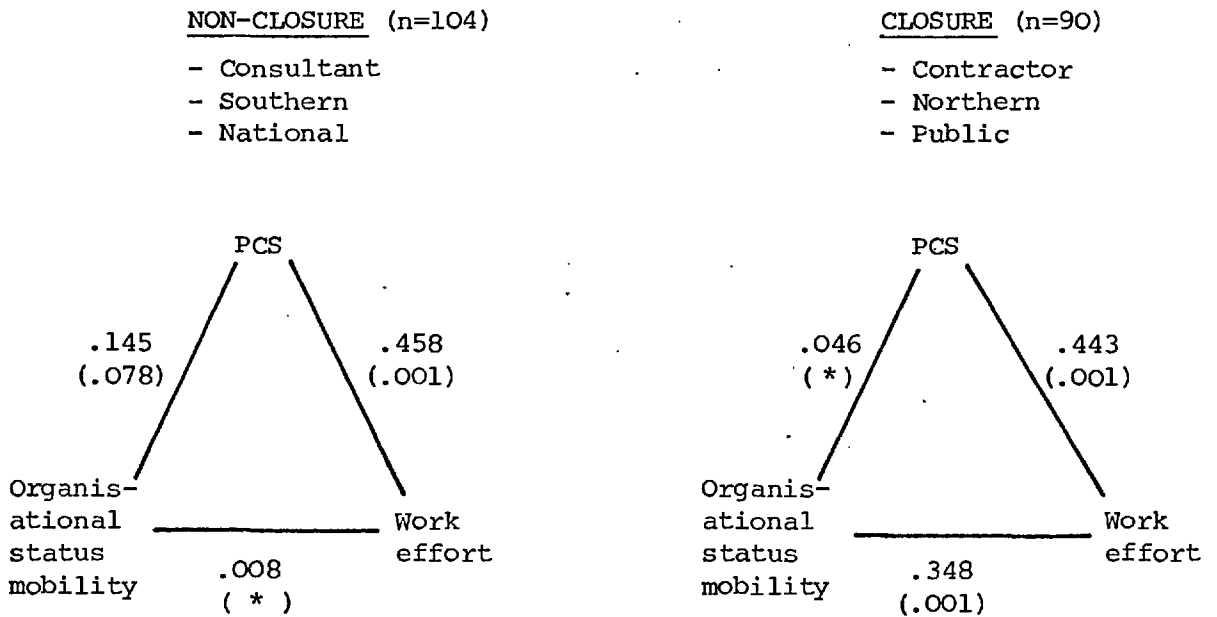 NON-CLOSURE (n=104)
- Consultant
- Southern
- National
PCS
.145
(.078)
.458
(.001)
Organis-
ational
status
mobility
Work
effort
.008
( * )
CLOSURE (n=90)
- Contractor
- Northern
- Public
PCS
.046
( * )
.443
(.001)
Organis-
ational
status
mobility
Work
effort
.348
(.001)